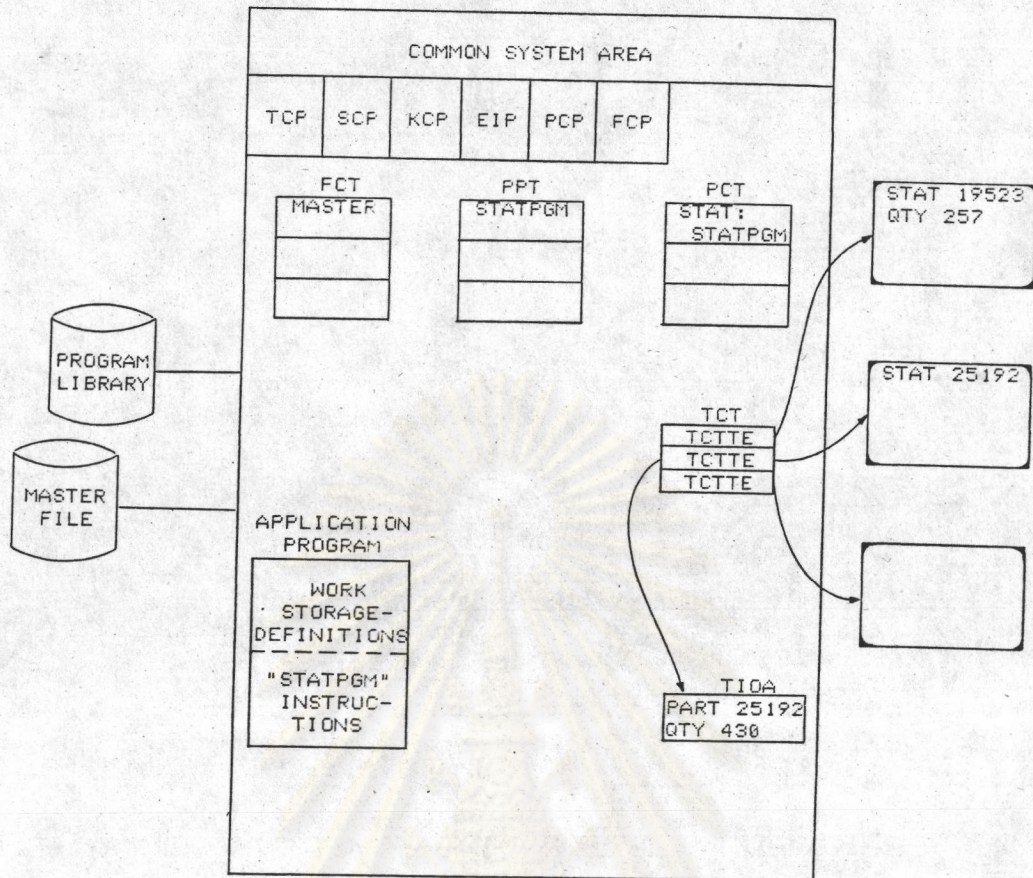 COMMON SYSTEM AREA
TCP SCP KCP EIP PCP FCP
FCT
MASTER
PPT
STATPGM
PCT
STAT:
STATPGM
STAT 19523
QTY 257
PROGRAM
LIBRARY
STAT 25192
TCT
TCTTE
TCTTE
TCTTE
MASTER
FILE
APPLICATION
PROGRAM
WORK
STORAGE-
DEFINITIONS
"STATPGM"
INSTRUC-
TIONS
TIOA
PART 25192
QTY 430